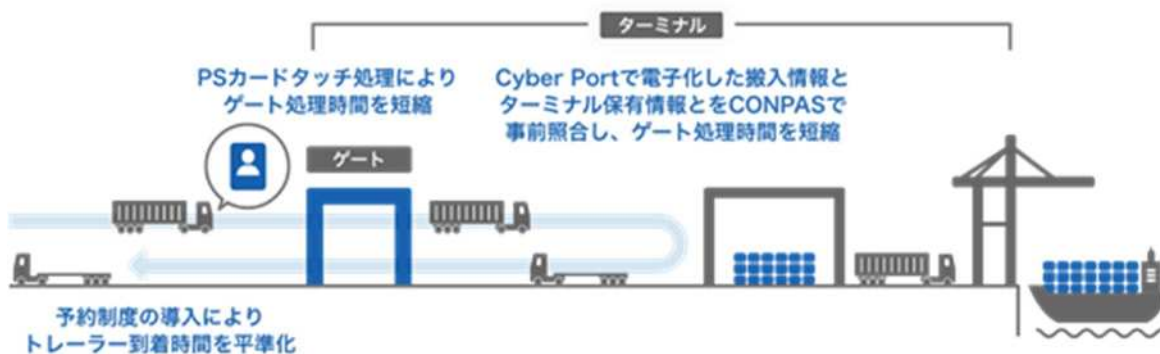 ターミナル
PSカードタッチ処理により
ゲート処理時間を短縮
Cyber Portで電子化した搬入情報と
ターミナル保有情報とをCONPASで
事前照合し、ゲート処理時間を短縮
ゲート
予約制度の導入により
トレーラー到着時間を平準化